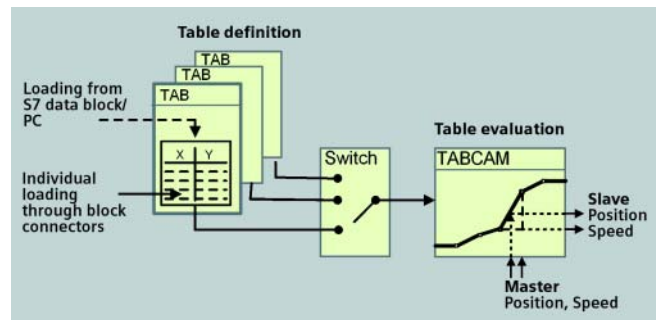 Table definition
TAB
TAB
TAB
Loading from
S7 data block/
PC
X Y
Individual
loading
through block
connectors
Switch
Table evaluation
TABCAM
Slave
Position
Speed
Master
Position, Speed